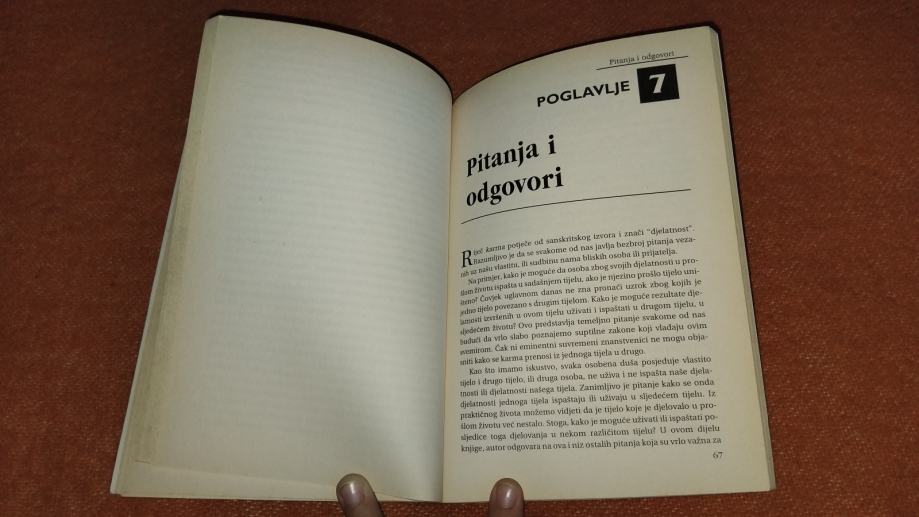 Pitanja i odgovori
POGLAVLJE 7
Pitanja i
odgovori
Riječ karma potječe od sanskritskog izvora i znači "djelatnost".
Razumljivo je da se svakome od nas javlja bezbroj pitanja veza-
nih uz našu vlastitu, ili sudbinu nama bliskih osoba ili prijatelja.
Na primjer, kako je moguće da osoba zbog svojih djelatnosti u pro-
šlom životu ispašta u sadašnjem tijelu, ako je njezino prošlo tijelo uni-
šteno? Čovjek uglavnom danas ne zna pronaći uzrok zbog kojih je
jedno tijelo povezano s drugim tijelom. Kako je moguće rezultate dje-
latnosti izvršenih u ovom tijelu uživati i ispaštati u drugom tijelu, u
sljedećem životu? Ovo predstavlja temeljno pitanje svakome od nas
budući da vrlo slabo poznajemo suptilne zakone koji vladaju ovim
svemirom. Čak ni eminentni suvremeni znanstvenici ne mogu obja-
sniti kako se karma prenosi iz jednoga tijela u drugo.
Kao što imamo iskustvo, svaka osobena duša posjeduje vlastito
tijelo i drugo tijelo, ili druga osoba, ne uživa i ne ispašta naše djela-
tnosti ili djelatnosti našega tijela. Zanimljivo je pitanje kako se onda
djelatnosti jednoga tijela ispaštaju ili uživaju u sljedećem tijelu. Iz
praktičnog života možemo vidjeti da je tijelo koje je djelovalo u pro-
šlom životu već nestalo. Stoga, kako je moguće uživati ili ispaštati po-
sljedice toga djelovanja u nekom različitom tijelu? U ovom dijelu
knjige, autor odgovara na ova i niz ostalih pitanja koja su vrlo važna za
67